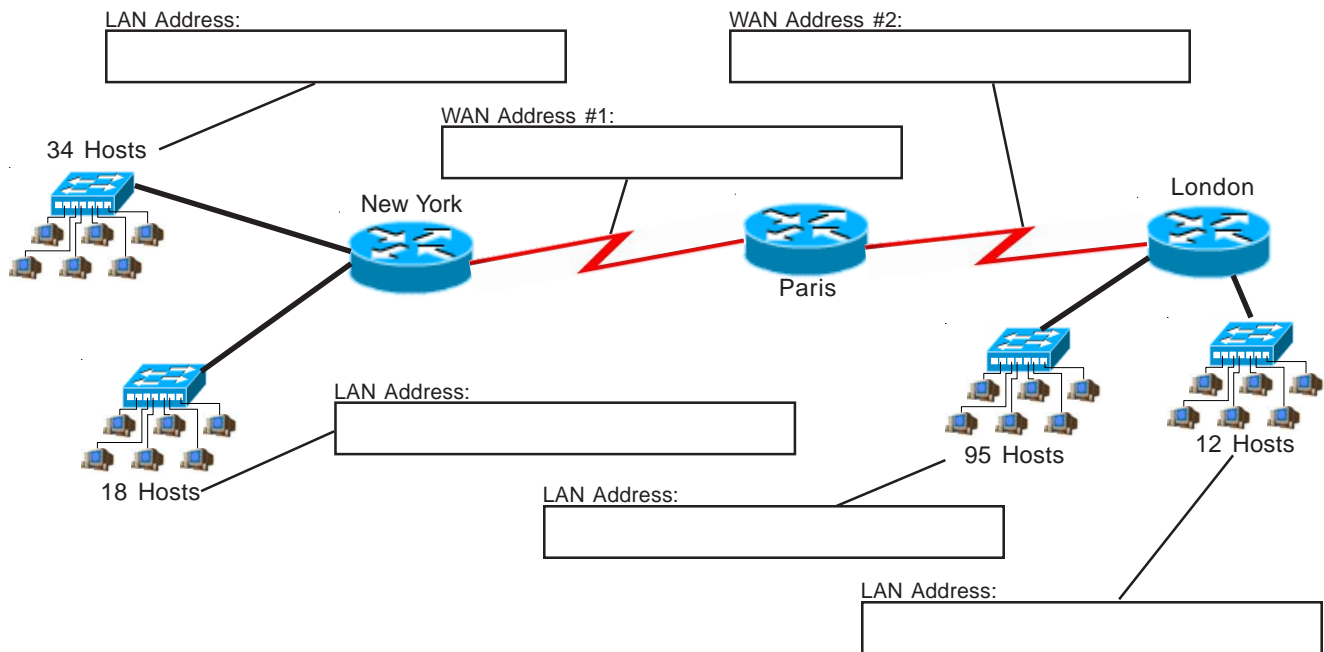 LAN Address:
WAN Address #2:
WAN Address #1:
34 Hosts
New York
London
Paris
LAN Address:
95 Hosts
12 Hosts
18 Hosts
LAN Address:
LAN Address: